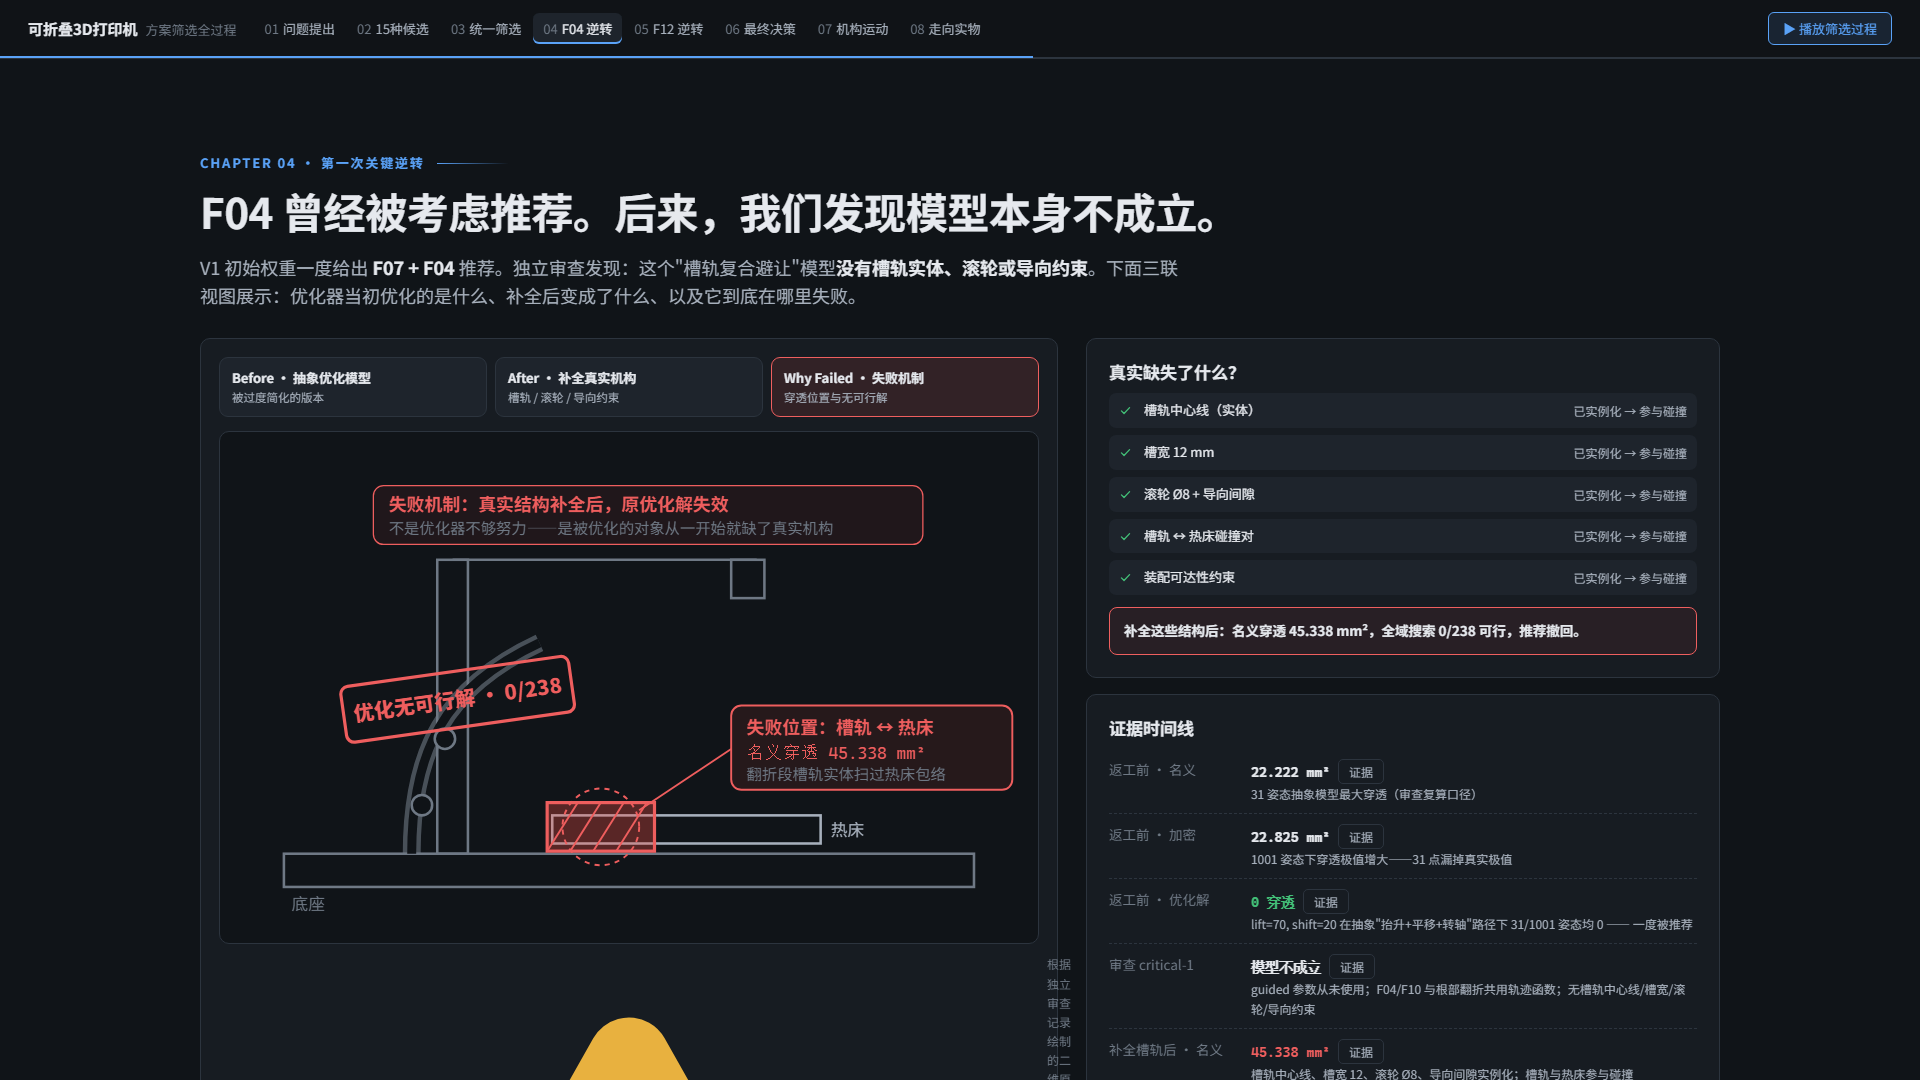 可折叠3D打印机 方案筛选全过程 01 问题提出 02 15种候选 03 统一筛选 04 F04 逆转 05 F12 逆转 06 最终决策 07 机构运动 08 走向实物 ▶ 播放筛选过程
CHAPTER 04 · 第一次关键逆转
F04 曾经被考虑推荐。后来，我们发现模型本身不成立。
V1 初始权重一度给出 F07 + F04 推荐。独立审查发现：这个"槽轨复合避让"模型没有槽轨实体、滚轮或导向约束。下面三联
视图展示：优化器当初优化的是什么、补全后变成了什么、以及它到底在哪里失败。
Before · 抽象优化模型
被过度简化的版本
After · 补全真实机构
槽轨 / 滚轮 / 导向约束
Why Failed · 失败机制
穿透位置与无可行解
失败机制：真实结构补全后，原优化解失效
不是优化器不够努力——是被优化的对象从一开始就缺了真实机构
优化无可行解 · 0/238
失败位置：槽轨 ↔ 热床
名义穿透 45.338 mm²
翻折段槽轨实体扫过热床包络
热床
底座
根据
独立
审查
记录
绘制
的二
真实缺失了什么？
✓ 槽轨中心线（实体） 已实例化 → 参与碰撞
✓ 槽宽 12 mm 已实例化 → 参与碰撞
✓ 滚轮 Ø8 + 导向间隙 已实例化 → 参与碰撞
✓ 槽轨 ↔ 热床碰撞对 已实例化 → 参与碰撞
✓ 装配可达性约束 已实例化 → 参与碰撞
补全这些结构后：名义穿透 45.338 mm²，全域搜索 0/238 可行，推荐撤回。
证据时间线
返工前 · 名义 22.222 mm² 证据
31 姿态抽象模型最大穿透（审查复算口径）
返工前 · 加密 22.825 mm² 证据
1001 姿态下穿透极值增大——31 点漏掉真实极值
返工前 · 优化解 0 穿透 证据
lift=70, shift=20 在抽象"抬升+平移+转轴"路径下 31/1001 姿态均 0 —— 一度被推荐
审查 critical-1 模型不成立 证据
guided 参数从未使用；F04/F10 与根部翻折共用轨迹函数；无槽轨中心线/槽宽/滚
轮/导向约束
补全槽轨后 · 名义 45.338 mm² 证据
槽轨中心线、槽宽 12、滚轮 Ø8、导向间隙实例化；槽轨与热床参与碰撞